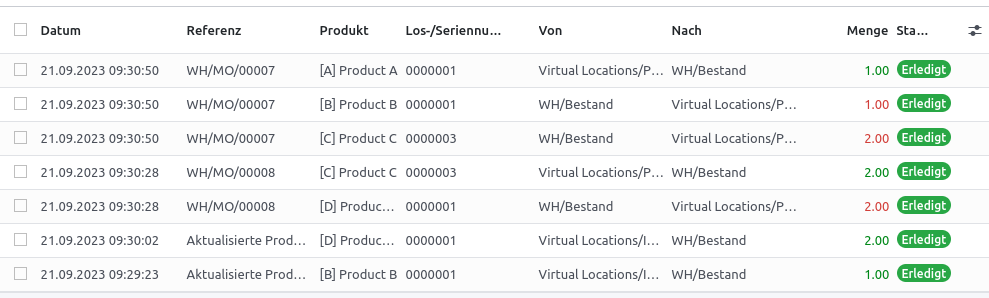 Datum Referenz Produkt Los-/Seriennu... Von Nach Menge Sta...
21.09.2023 09:30:50 WH/MO/00007 [A] Product A 0000001 Virtual Locations/P... WH/Bestand 1.00 Erledigt
21.09.2023 09:30:50 WH/MO/00007 [B] Product B 0000001 WH/Bestand Virtual Locations/P... 1.00 Erledigt
21.09.2023 09:30:50 WH/MO/00007 [C] Product C 0000003 WH/Bestand Virtual Locations/P... 2.00 Erledigt
21.09.2023 09:30:28 WH/MO/00008 [C] Product C 0000003 Virtual Locations/P... WH/Bestand 2.00 Erledigt
21.09.2023 09:30:28 WH/MO/00008 [D] Produc... 0000001 WH/Bestand Virtual Locations/P... 2.00 Erledigt
21.09.2023 09:30:02 Aktualisierte Prod... [D] Produc... 0000001 Virtual Locations/I... WH/Bestand 2.00 Erledigt
21.09.2023 09:29:23 Aktualisierte Prod... [B] Product B 0000001 Virtual Locations/I... WH/Bestand 1.00 Erledigt